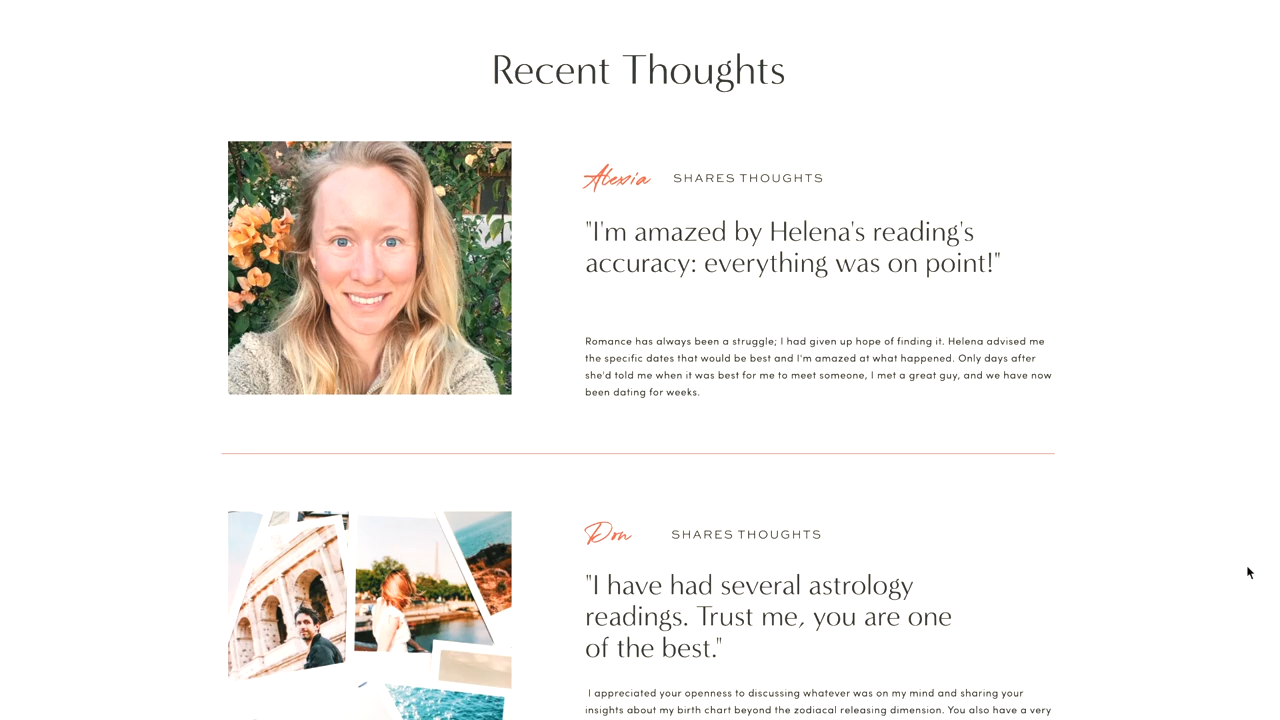 Recent Thoughts
Alexia SHARES THOUGHTS
"I'm amazed by Helena's reading's
accuracy: everything was on point!"
Romance has always been a struggle; I had given up hope of finding it. Helena advised me
the specific dates that would be best and I'm amazed at what happened. Only days after
she'd told me when it was best for me to meet someone, I met a great guy, and we have now
been dating for weeks.
Don SHARES THOUGHTS
"I have had several astrology
readings. Trust me, you are one
of the best."
I appreciated your openness to discussing whatever was on my mind and sharing your
insights about my birth chart beyond the zodiacal releasing dimension. You also have a very